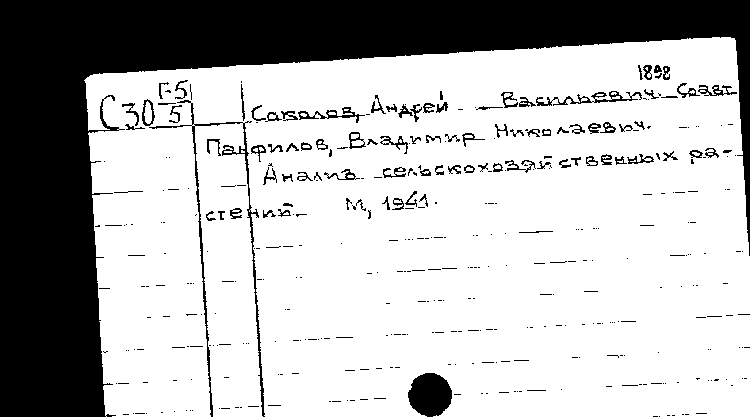 1898
С30 Г-5/5 Соколов, Андрей Васильевич. Соавт
Панфилов, Владимир Николаевич.
Анализ сельскохозяйственных ра-
стений. М, 1941.